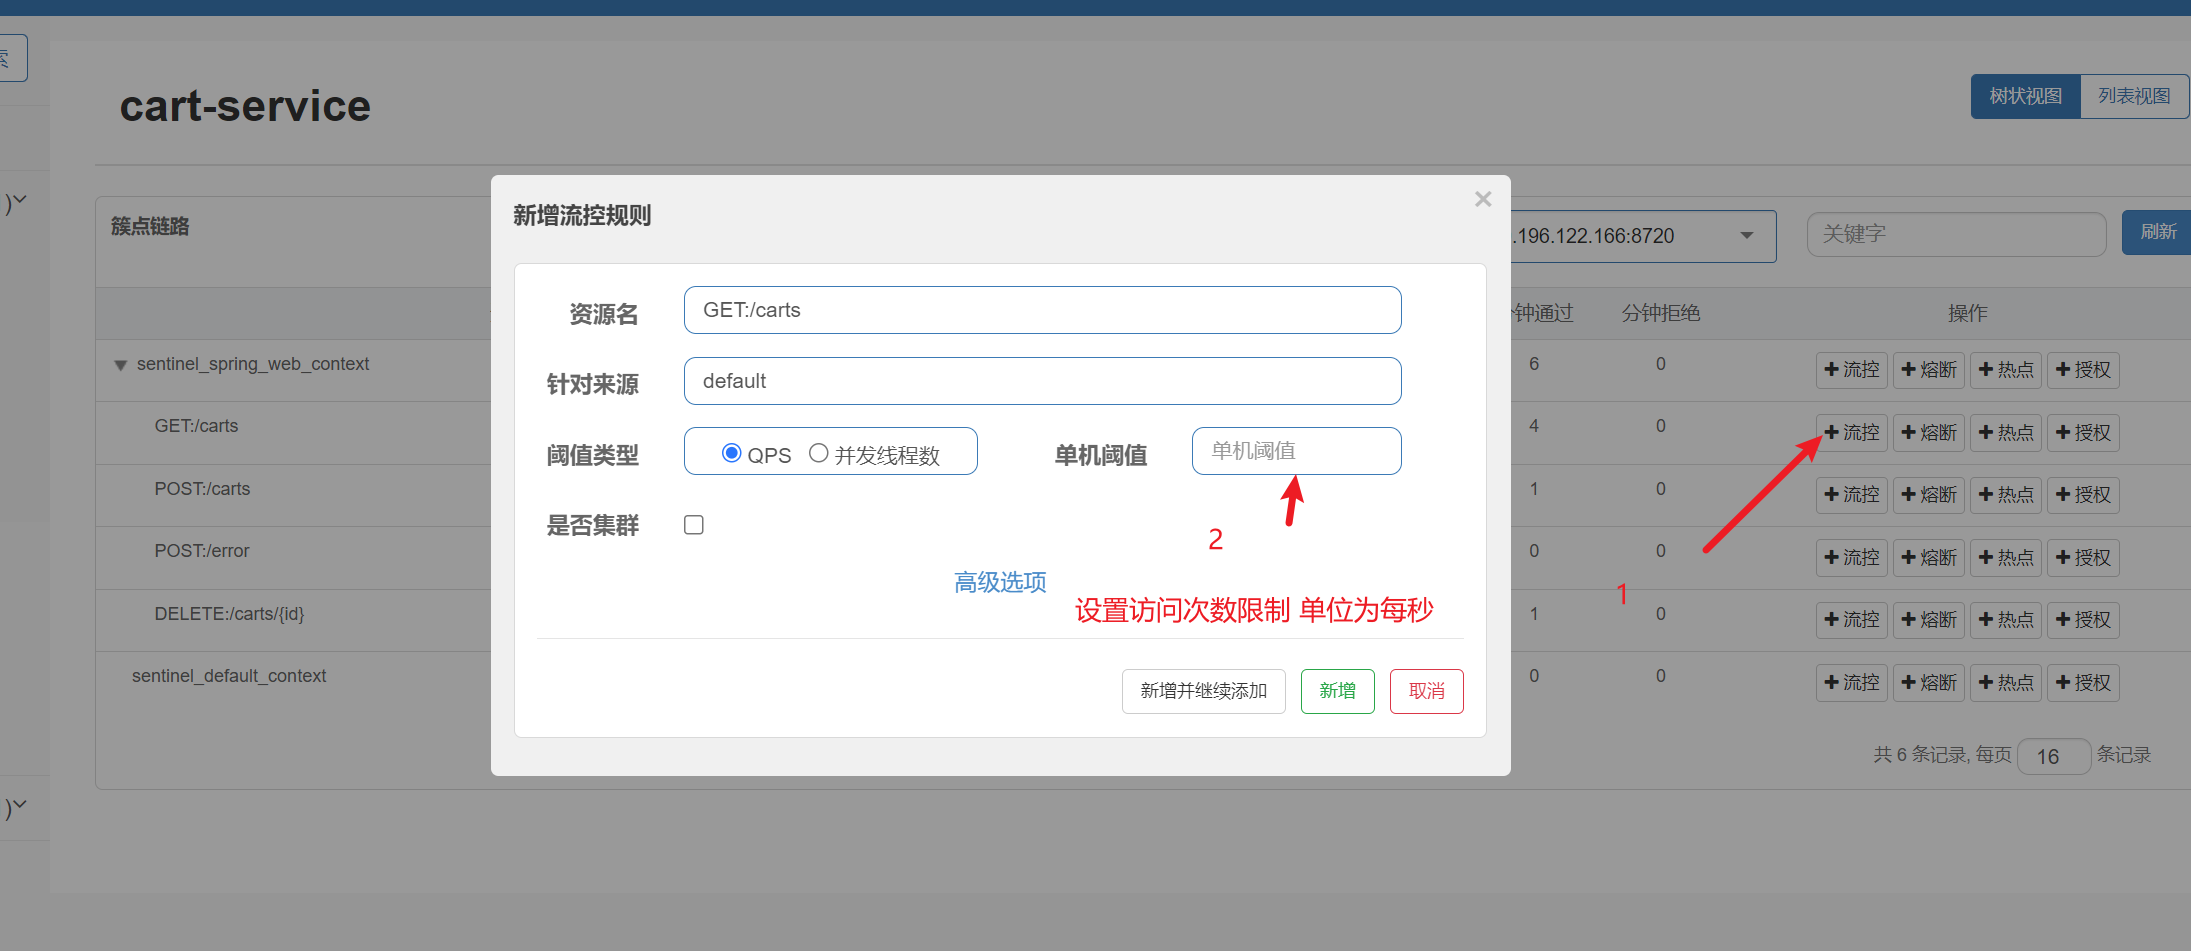 索
cart-service
树状视图 列表视图
)
簇点链路
.196.122.166:8720
关键字
刷新
钟通过 分钟拒绝 操作
sentinel_spring_web_context 6 0 流控 熔断 热点 授权
GET:/carts 4 0 流控 熔断 热点 授权
POST:/carts 1 0 流控 熔断 热点 授权
POST:/error 0 0 流控 熔断 热点 授权
DELETE:/carts/{id} 1 0 流控 熔断 热点 授权
sentinel_default_context 0 0 流控 熔断 热点 授权
共 6 条记录, 每页 16 条记录
)
新增流控规则
×
资源名 GET:/carts
针对来源 default
阈值类型 QPS 并发线程数 单机阈值 单机阈值
是否集群
高级选项
新增并继续添加 新增 取消
1
2
设置访问次数限制 单位为每秒